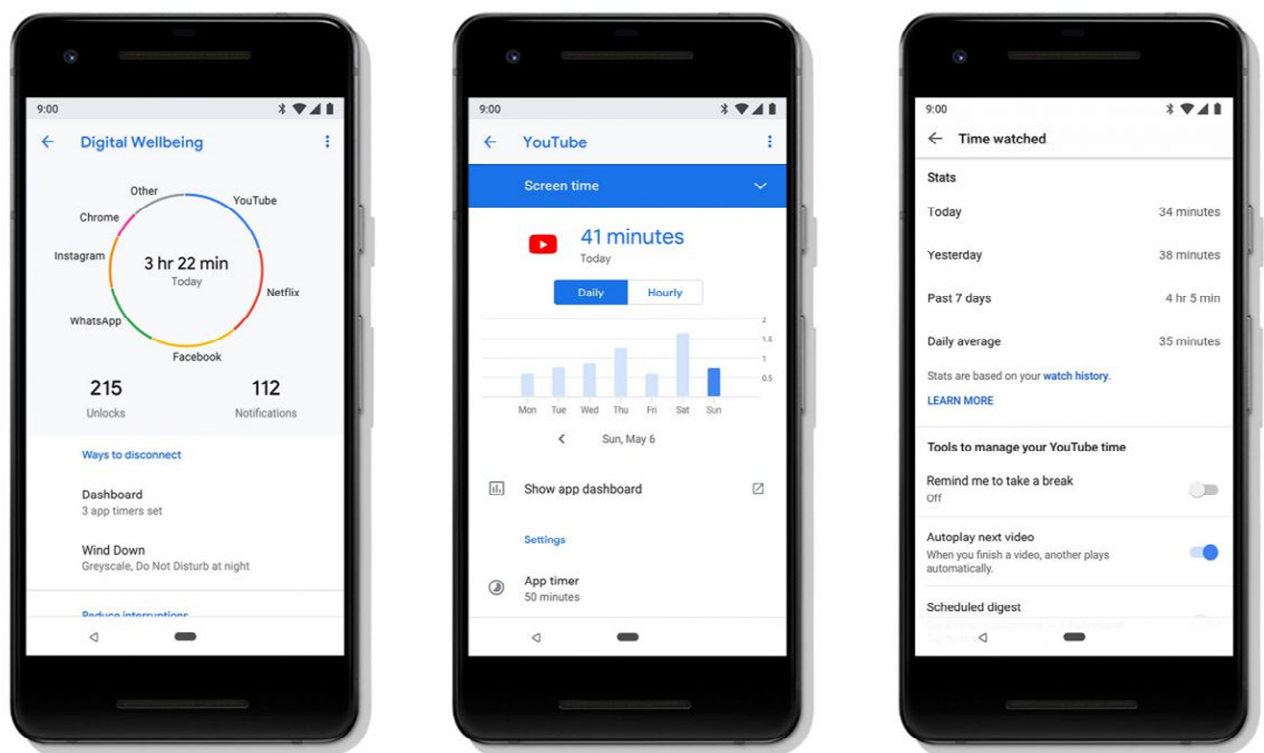 9:00
Digital Wellbeing
Other
YouTube
Chrome
Instagram
3 hr 22 min
Today
Netflix
WhatsApp
Facebook
215
112
Unlocks
Notifications
Ways to disconnect
Dashboard
3 app timers set
Wind Down
Greyscale, Do Not Disturb at night
Reduce interruptions
9:00
YouTube
Screen time
41 minutes
Today
Daily Hourly
2
1.5
1
0.5
Mon Tue Wed Thu Fri Sat Sun
Sun, May 6
Show app dashboard
Settings
App timer
50 minutes
9:00
Time watched
Stats
Today 34 minutes
Yesterday 38 minutes
Past 7 days 4 hr 5 min
Daily average 35 minutes
Stats are based on your watch history.
LEARN MORE
Tools to manage your YouTube time
Remind me to take a break
Off
Autoplay next video
When you finish a video, another plays
automatically.
Scheduled digest